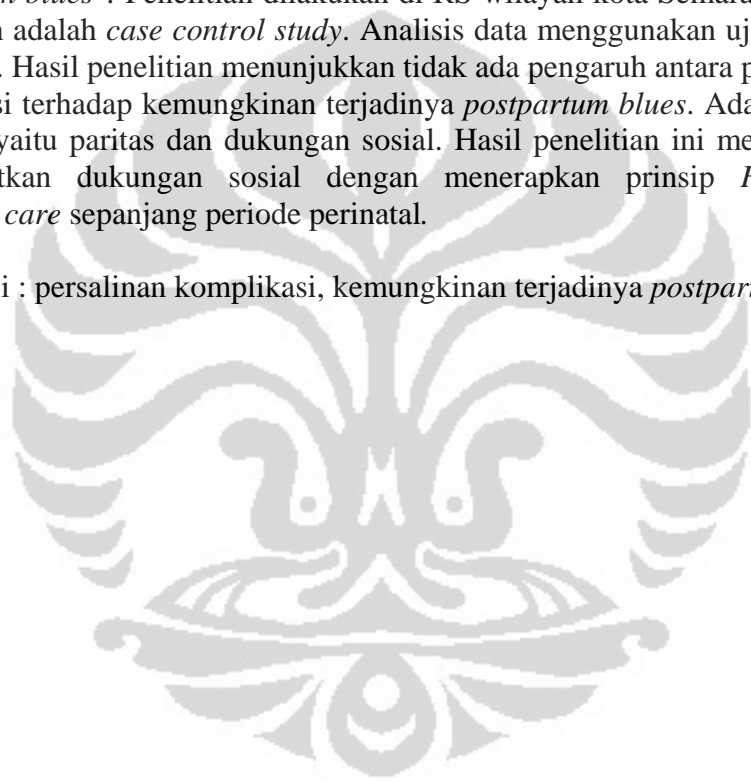 blues". Penelitian dilakukan di RS wilayah kota Semara
adalah case control study. Analisis data menggunakan uj
. Hasil penelitian menunjukkan tidak ada pengaruh antara p
terhadap kemungkinan terjadinya postpartum blues. Ada
yaitu paritas dan dukungan sosial. Hasil penelitian ini me
dukungan sosial dengan menerapkan prinsip
care sepanjang periode perinatal.
i : persalinan komplikasi, kemungkinan terjadinya postpart